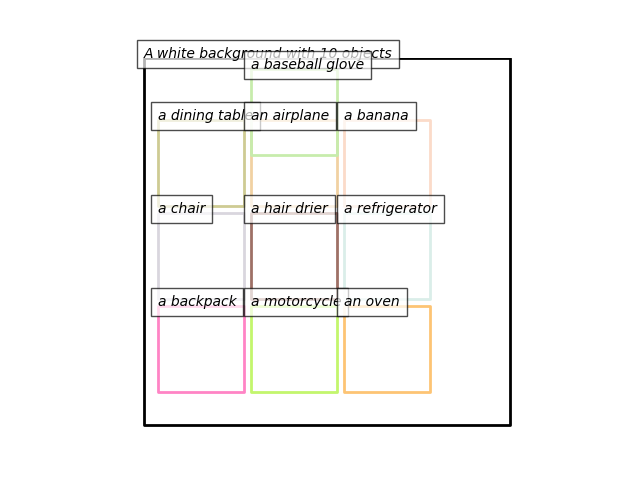 A white background with 10 objects
a baseball glove
a dining table
an airplane
a banana
a chair
a hair drier
a refrigerator
a backpack
a motorcycle
an oven